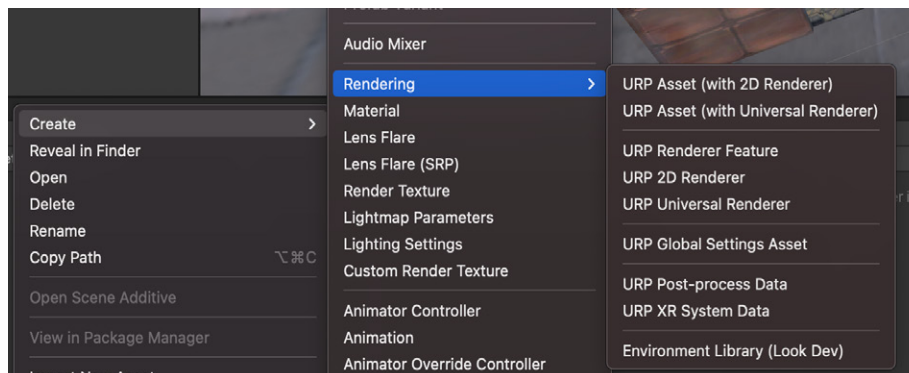 Create
Reveal in Finder
Open
Delete
Rename
Copy Path ⌥⌘C
Open Scene Additive
View in Package Manager
Audio Mixer
Rendering
Material
Lens Flare
Lens Flare (SRP)
Render Texture
Lightmap Parameters
Lighting Settings
Custom Render Texture
Animator Controller
Animation
Animator Override Controller
URP Asset (with 2D Renderer)
URP Asset (with Universal Renderer)
URP Renderer Feature
URP 2D Renderer
URP Universal Renderer
URP Global Settings Asset
URP Post-process Data
URP XR System Data
Environment Library (Look Dev)